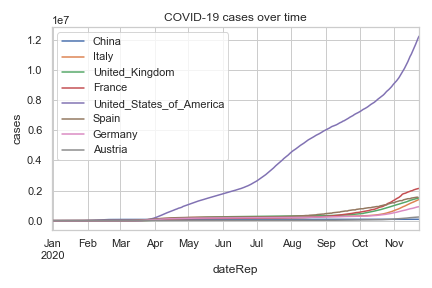 COVID-19 cases over time
1e7
1.2
1.0
0.8
0.6
0.4
0.2
0.0
cases
China
Italy
United_Kingdom
France
United_States_of_America
Spain
Germany
Austria
Jan Feb Mar Apr May Jun Jul Aug Sep Oct Nov
2020
dateRep